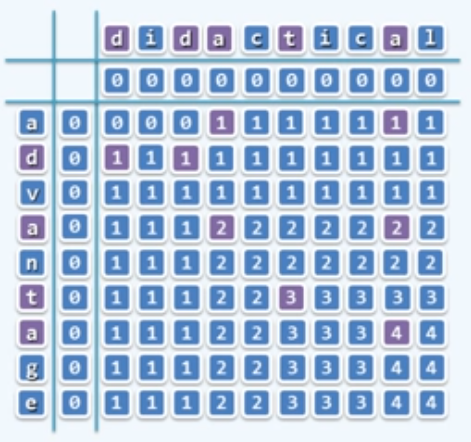 d i d a c t i c a l
0 0 0 0 0 0 0 0 0 0
a 0 0 0 0 1 1 1 1 1 1 1
d 0 1 1 1 1 1 1 1 1 1 1
v 0 1 1 1 1 1 1 1 1 1 1
a 0 1 1 1 2 2 2 2 2 2 2
n 0 1 1 1 2 2 2 2 2 2 2
t 0 1 1 1 2 2 3 3 3 3 3
a 0 1 1 1 2 2 3 3 3 4 4
g 0 1 1 1 2 2 3 3 3 4 4
e 0 1 1 1 2 2 3 3 3 4 4